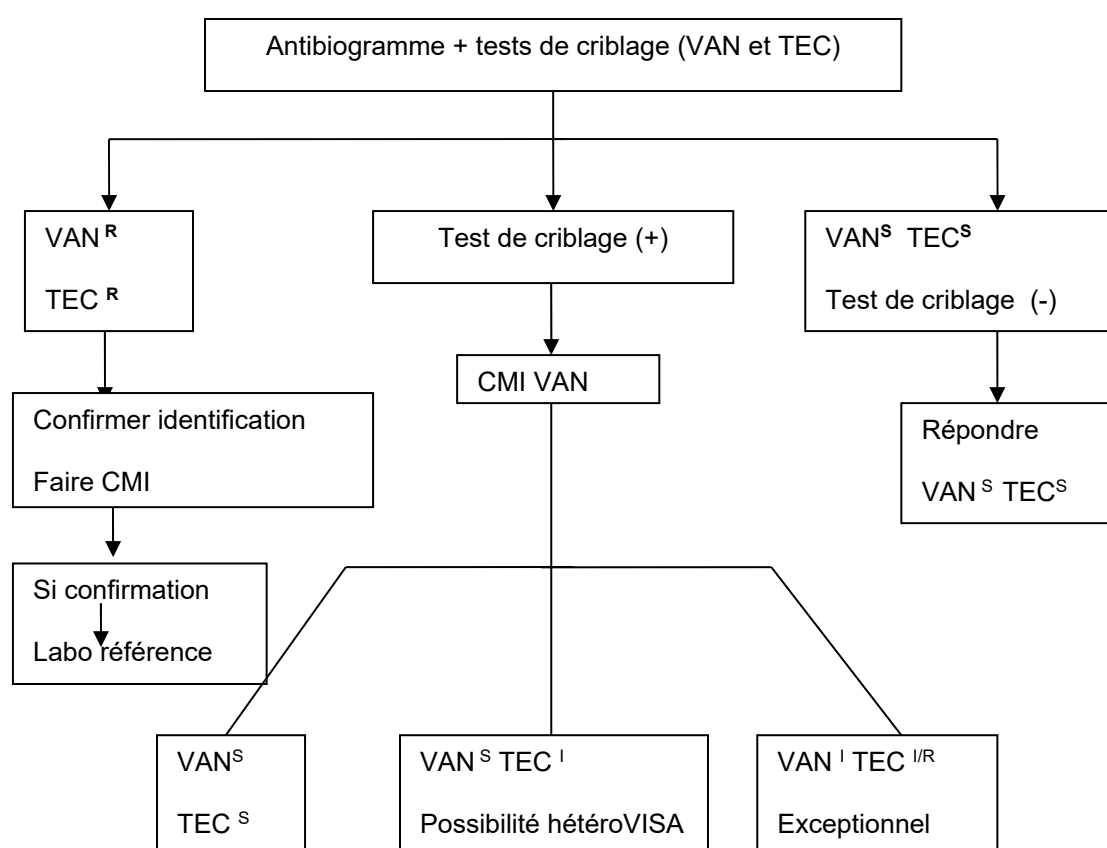 Antibiogramme + tests de criblage (VAN et TEC)
VAN R
TEC R
Test de criblage (+)
VANS TECS
Test de criblage (-)
CMI VAN
Confirmer identification
Faire CMI
Répondre
VAN S TECS
Si confirmation
Labo référence
VANS
TEC S
VAN S TEC I
Possibilité hétéroVISA
VAN I TEC I/R
Exceptionnel